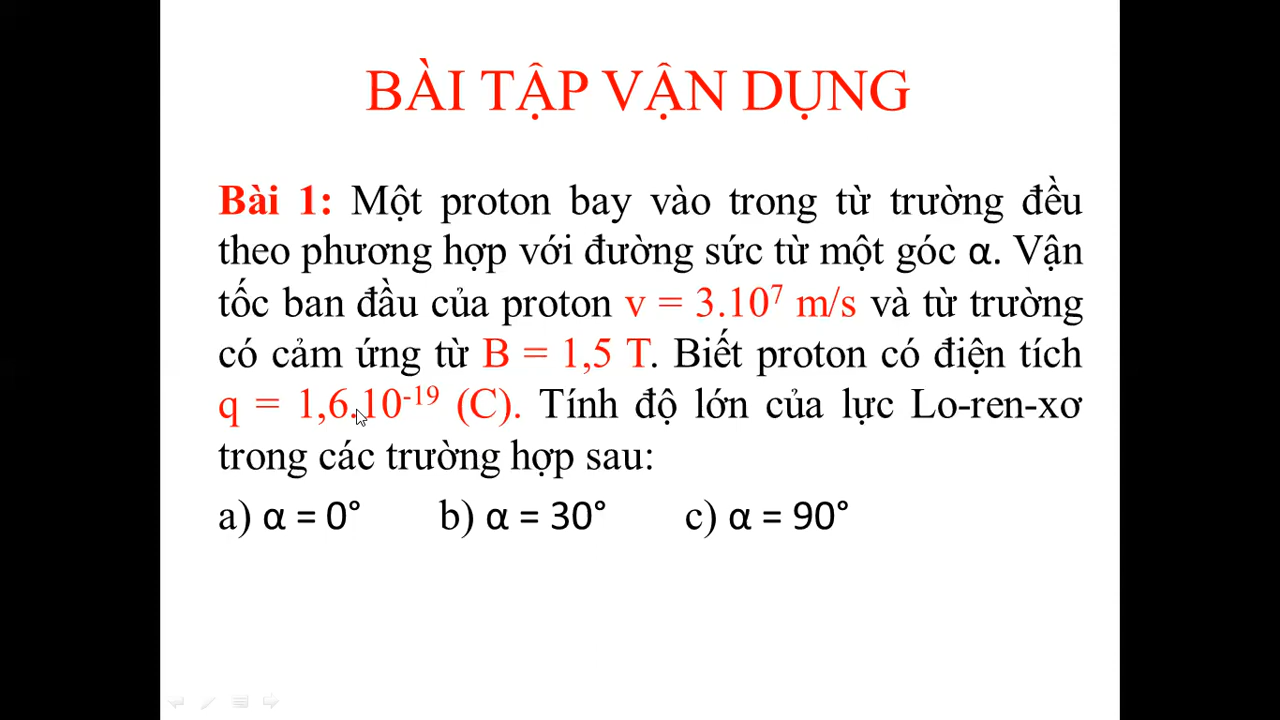 BÀI TẬP VẬN DỤNG
Bài 1: Một proton bay vào trong từ trường đều
theo phương hợp với đường sức từ một góc α. Vận
tốc ban đầu của proton v = 3.10⁷ m/s và từ trường
có cảm ứng từ B = 1,5 T. Biết proton có điện tích
q = 1,6.10⁻¹⁹ (C). Tính độ lớn của lực Lo-ren-xơ
trong các trường hợp sau:
a) α = 0° b) α = 30° c) α = 90°